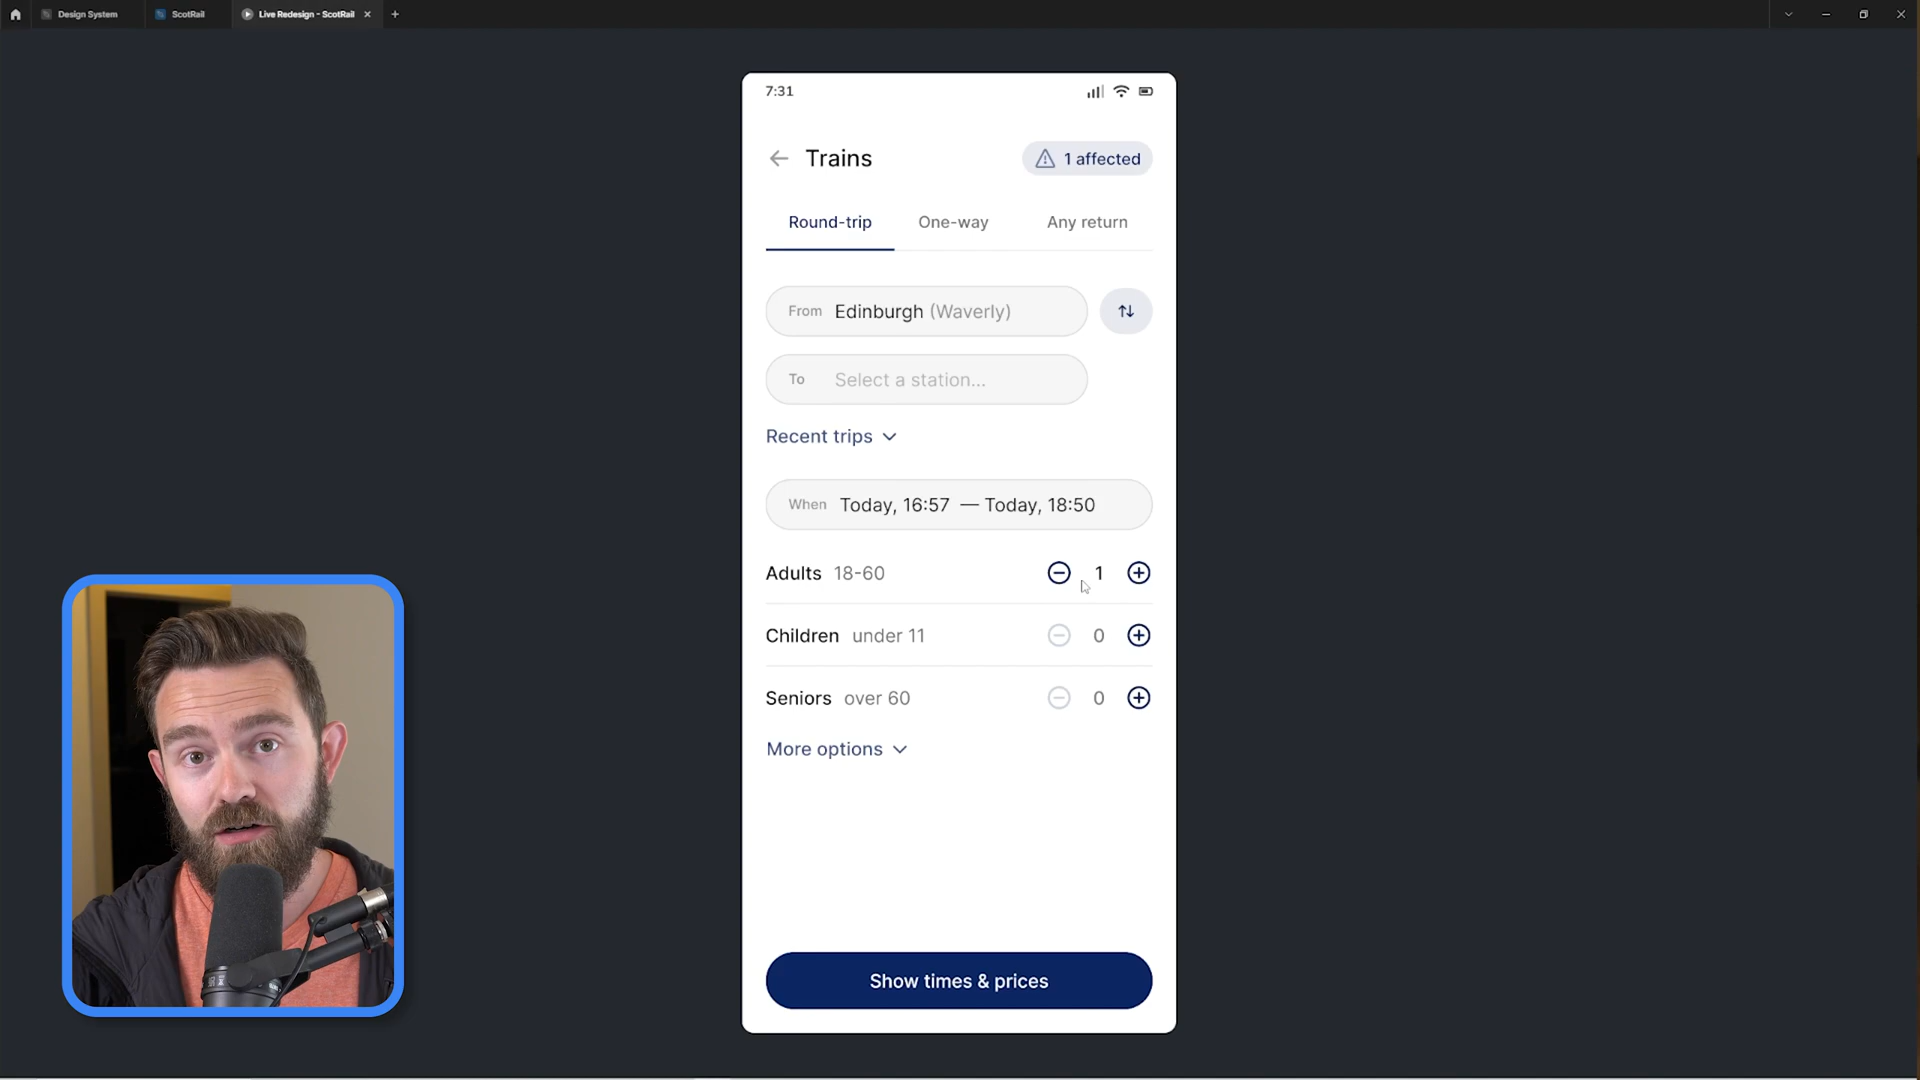 Design System
ScotRail
Live Redesign - ScotRail
7:31
Trains
1 affected
Round-trip
One-way
Any return
From Edinburgh (Waverly)
To Select a station...
Recent trips
When Today, 16:57 — Today, 18:50
Adults 18-60 1
Children under 11 0
Seniors over 60 0
More options
Show times & prices